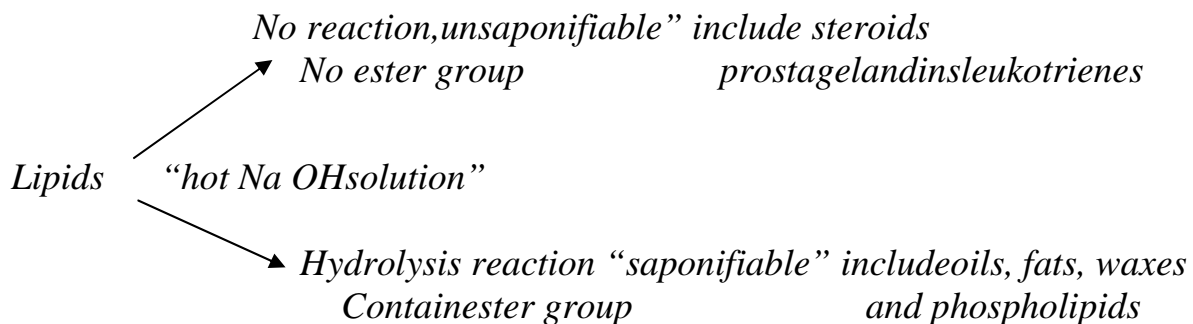 No reaction,unsaponifiable” include steroids
No ester group prostagelandinsleukotrienes
Lipids “hot Na OHsolution”
Hydrolysis reaction “saponifiable” includeoils, fats, waxes
Containester group and phospholipids